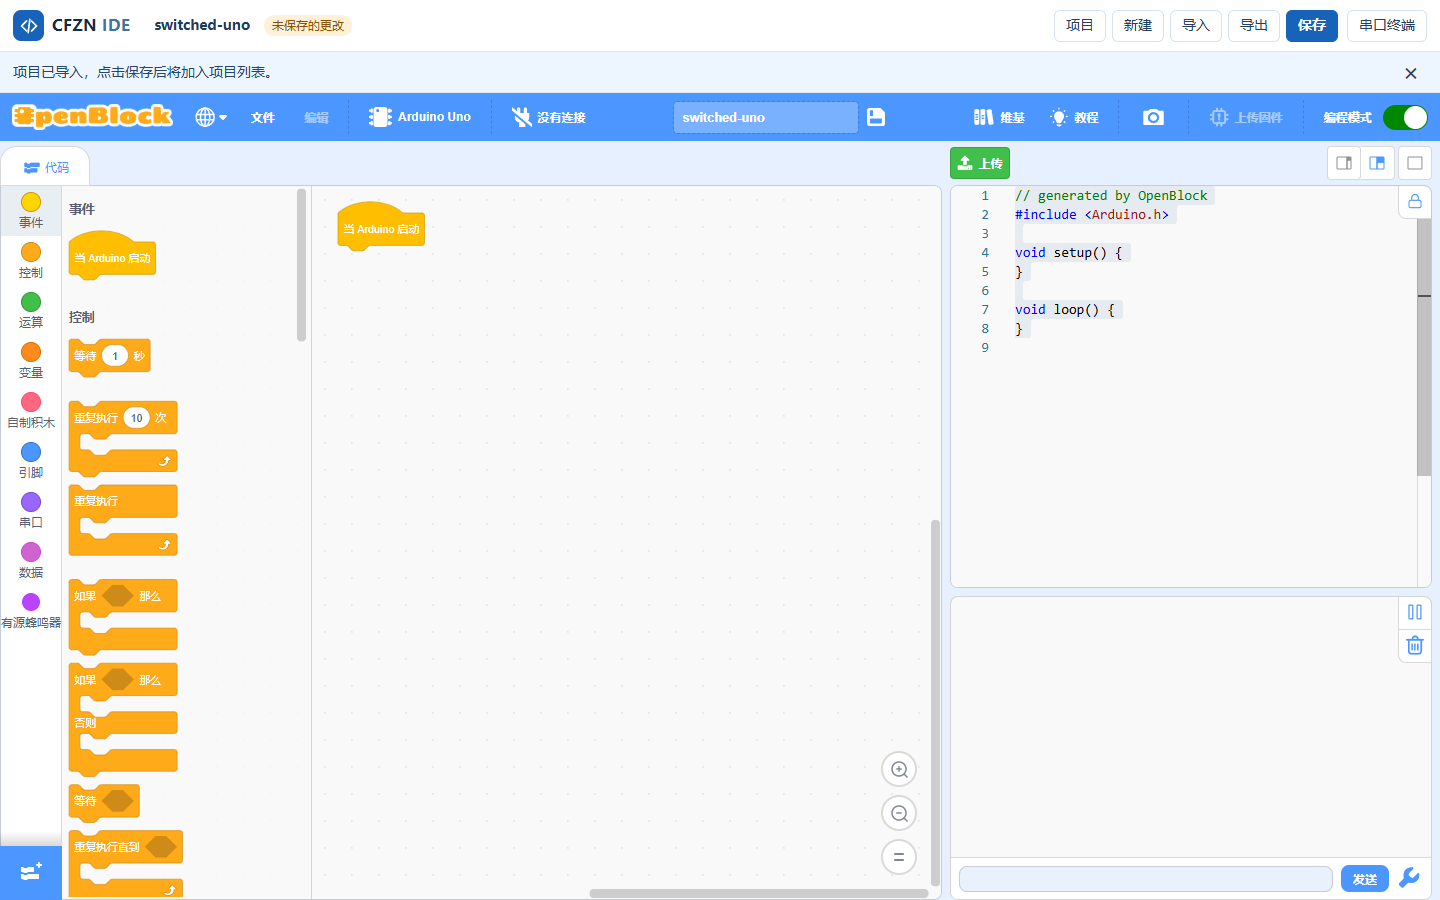 CFZN IDE
switched-uno
未保存的更改
项目
新建
导入
导出
保存
串口终端
项目已导入，点击保存后将加入项目列表。
OpenBlock
文件
编辑
Arduino Uno
没有连接
switched-uno
维基
教程
上传固件
编程模式
代码
上传
事件
控制
运算
变量
自制积木
引脚
串口
数据
有源蜂鸣器
事件
当 Arduino 启动
控制
等待 1 秒
重复执行 10 次
重复执行
如果 那么
如果 那么
否则
等待
重复执行直到
当 Arduino 启动
1 // generated by OpenBlock
2 #include <Arduino.h>
3
4 void setup() {
5 }
6
7 void loop() {
8 }
9
发送